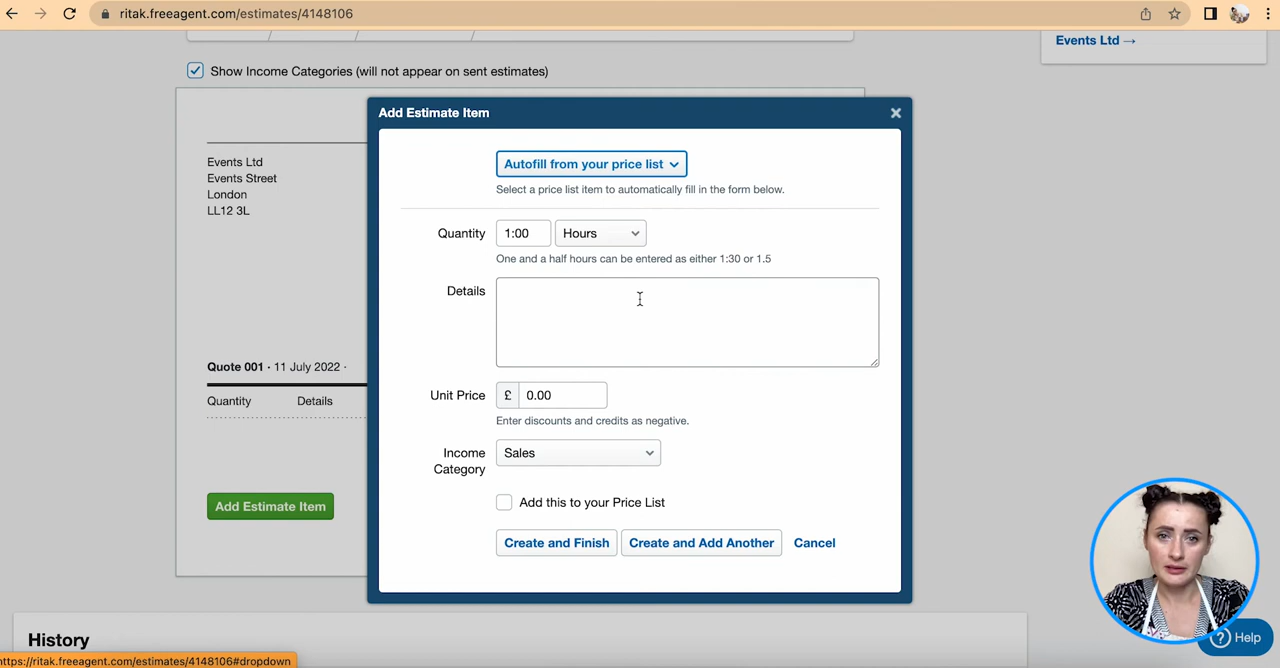 ritak.freeagent.com/estimates/4148106
Events Ltd →
Show Income Categories (will not appear on sent estimates)
Add Estimate Item
Autofill from your price list
Select a price list item to automatically fill in the form below.
Events Ltd
Events Street
London
LL12 3L
Quantity 1:00 Hours
One and a half hours can be entered as either 1:30 or 1.5
Details
Quote 001 · 11 July 2022 ·
Quantity Details
Unit Price £ 0.00
Enter discounts and credits as negative.
Income
Category
Sales
Add this to your Price List
Add Estimate Item
Create and Finish Create and Add Another Cancel
History
Help
https://ritak.freeagent.com/estimates/4148106#dropdown